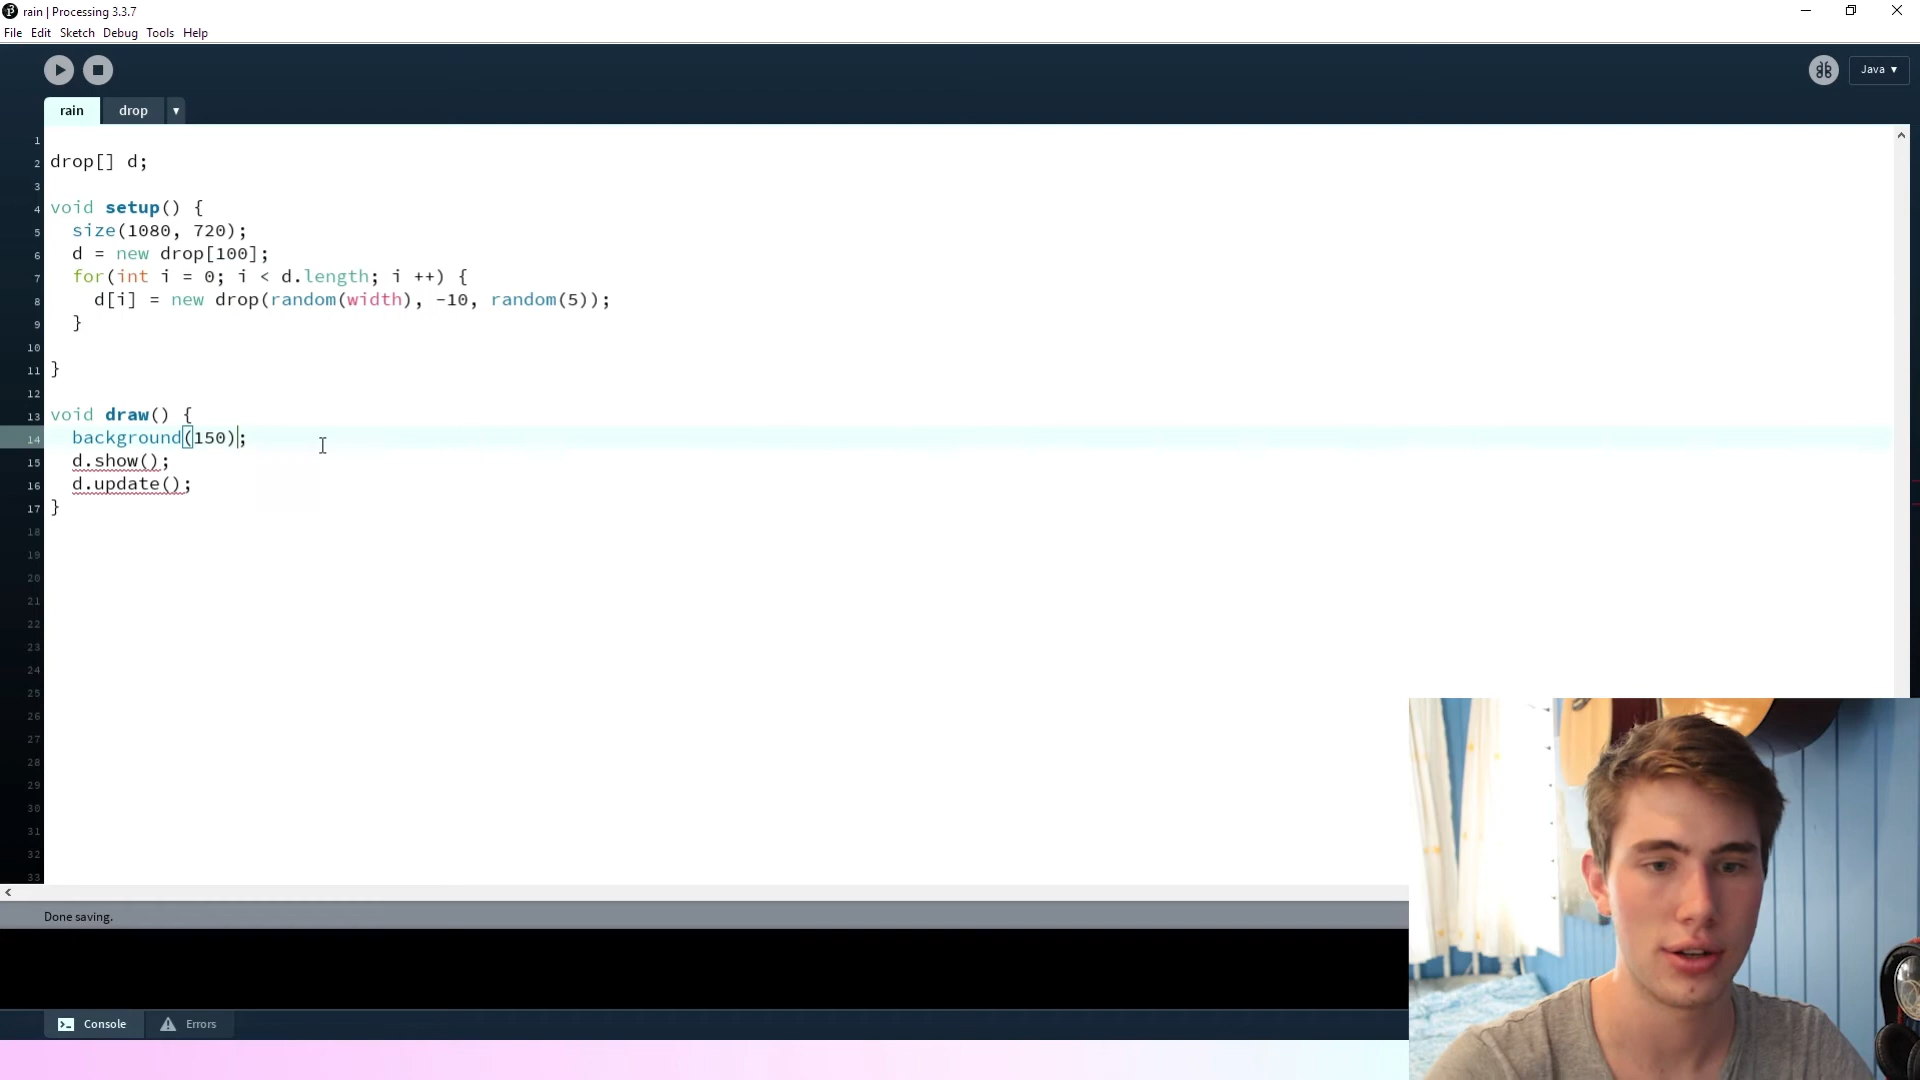 rain | Processing 3.3.7
File Edit Sketch Debug Tools Help
Java ▾
rain drop ▾
1
2 drop[] d;
3
4 void setup() {
5 size(1080, 720);
6 d = new drop[100];
7 for(int i = 0; i < d.length; i ++) {
8 d[i] = new drop(random(width), -10, random(5));
9 }
10
11 }
12
13 void draw() {
14 background(150);
15 d.show();
16 d.update();
17 }
18
19
20
21
22
23
24
25
26
27
28
29
30
31
32
33
Done saving.
Console Errors